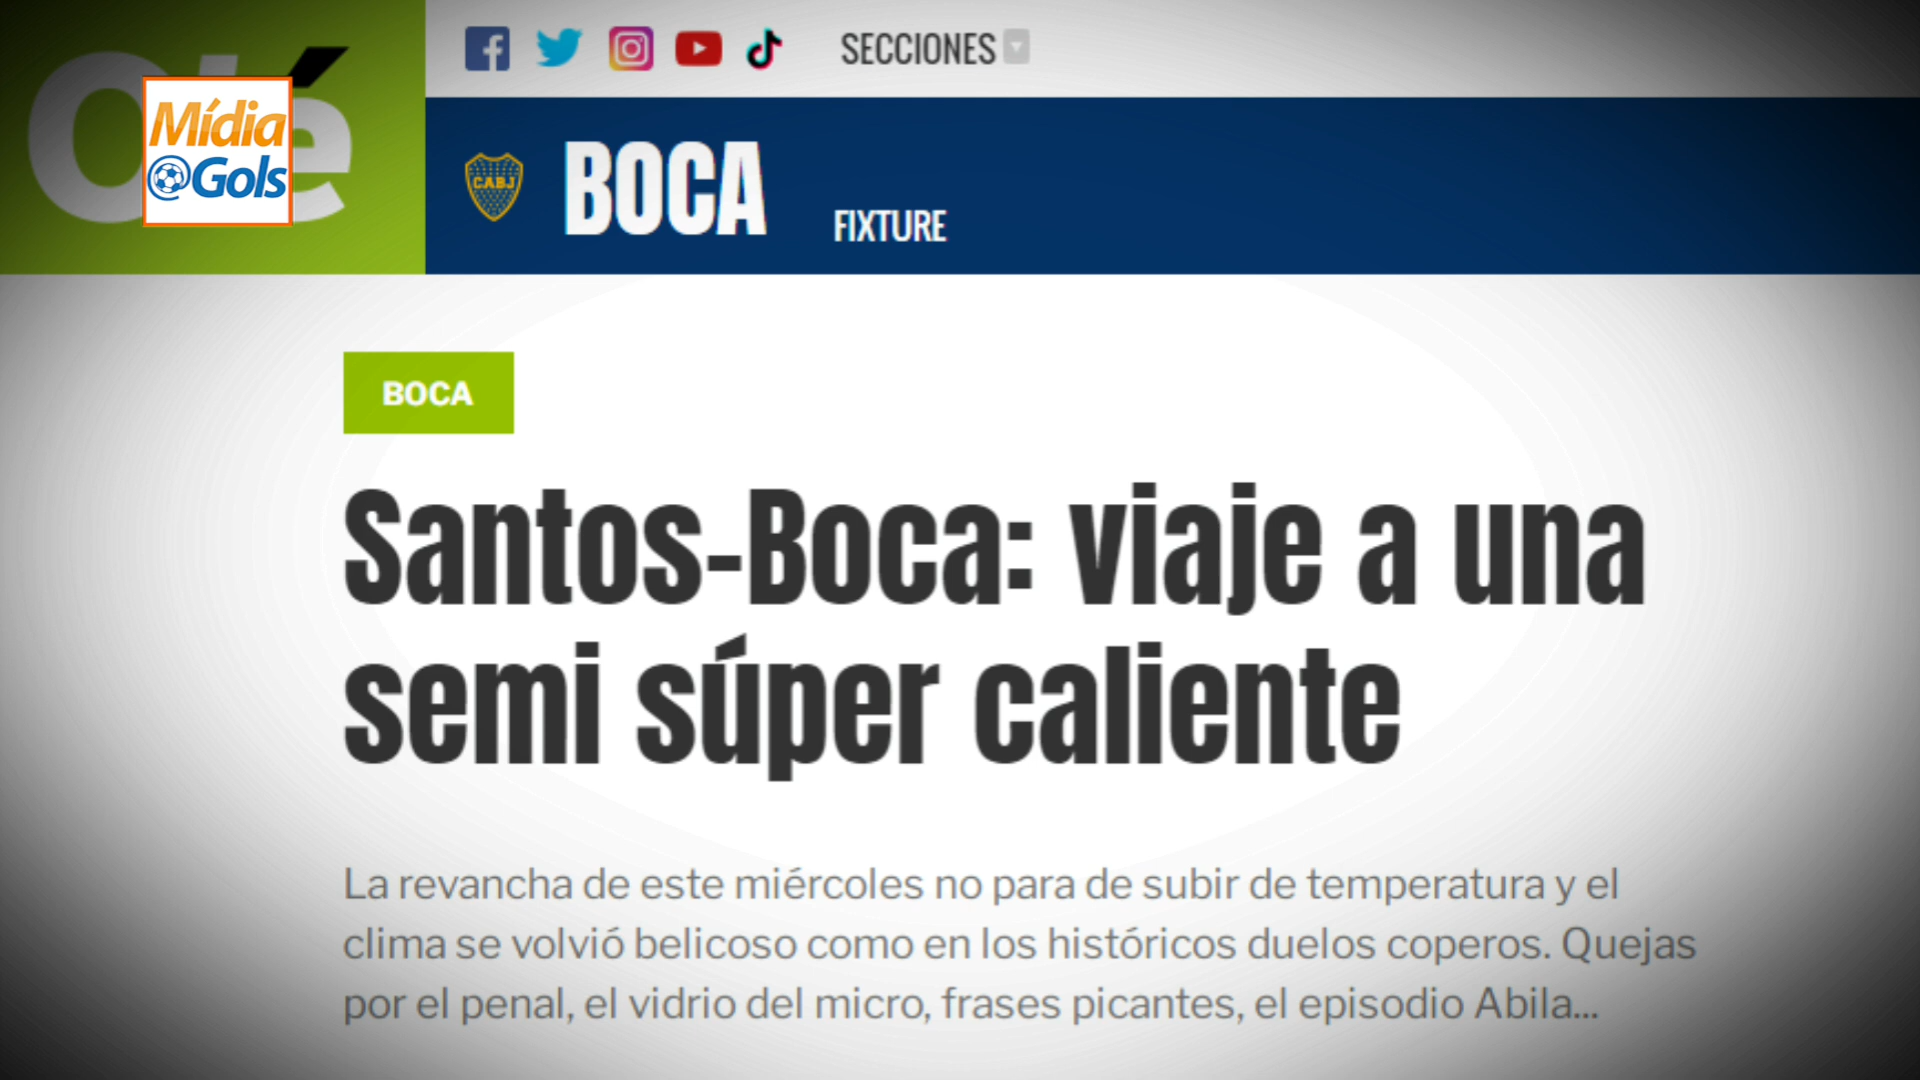 Olé
Mídia
@Gols
SECCIONES
CABJ
BOCA
FIXTURE
BOCA
Santos-Boca: viaje a una
semi súper caliente
La revancha de este miércoles no para de subir de temperatura y el
clima se volvió belicoso como en los históricos duelos coperos. Quejas
por el penal, el vidrio del micro, frases picantes, el episodio Abila...